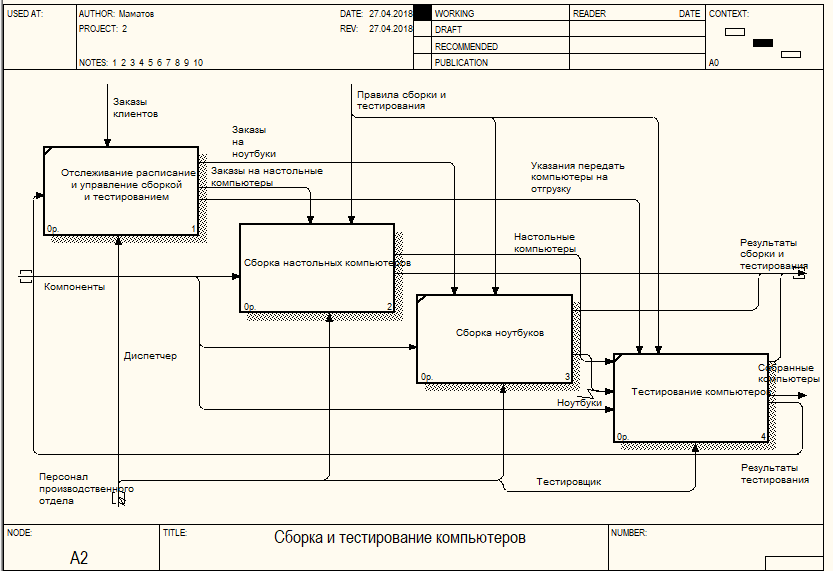 USED AT:
AUTHOR: Маматов
DATE: 27.04.2018
WORKING
READER
DATE
CONTEXT:
PROJECT: 2
REV: 27.04.2018
DRAFT
RECOMMENDED
NOTES: 1 2 3 4 5 6 7 8 9 10
PUBLICATION
A0
Заказы
клиентов
Правила сборки и
тестирования
Заказы
на
ноутбуки
Отслеживание расписание
и управление сборкой
и тестированием
0р.
1
Заказы на настольные
компьютеры
Указания передать
компьютеры на
отгрузку
Настольные
компьютеры
Результаты
сборки и
тестирования
Сборка настольных компьютеров
0р.
2
Компоненты
Сборка ноутбуков
0р.
3
Диспетчер
Собранные
компьютеры
Тестирование компьютеров
0р.
4
Ноутбуки
Персонал
производственного
отдела
Тестировщик
Результаты
тестирования
NODE:
A2
TITLE:
Сборка и тестирование компьютеров
NUMBER: